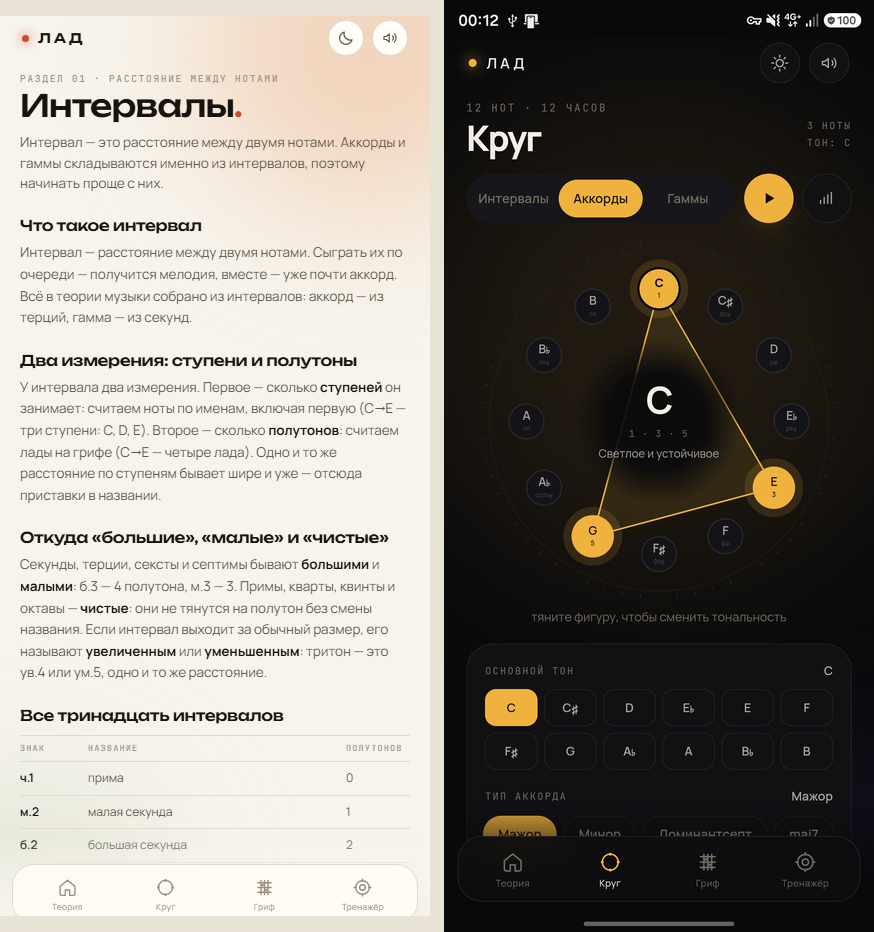 ЛАД
РАЗДЕЛ 01 · РАССТОЯНИЕ МЕЖДУ НОТАМИ
Интервалы.
Интервал — это расстояние между двумя нотами. Аккорды и
гаммы складываются именно из интервалов, поэтому
начинать проще с них.
Что такое интервал
Интервал — расстояние между двумя нотами. Сыграть их по
очереди — получится мелодия, вместе — уже почти аккорд.
Всё в теории музыки собрано из интервалов: аккорд — из
терций, гамма — из секунд.
Два измерения: ступени и полутоны
У интервала два измерения. Первое — сколько ступеней он
занимает: считаем ноты по именам, включая первую (C→E —
три ступени: C, D, E). Второе — сколько полутонов: считаем
лады на грифе (C→E — четыре лада). Одно и то же
расстояние по ступеням бывает шире и уже — отсюда
приставки в названии.
Откуда «большие», «малые» и «чистые»
Секунды, терции, сексты и септимы бывают большими и
малыми: б.3 — 4 полутона, м.3 — 3. Примы, кварты, квинты и
октавы — чистые: они не тянутся на полутон без смены
названия. Если интервал выходит за обычный размер, его
называют увеличенным или уменьшенным: тритон — это
ув.4 или ум.5, одно и то же расстояние.
Все тринадцать интервалов
ЗНАК НАЗВАНИЕ ПОЛУТОНОВ
ч.1 прима 0
м.2 малая секунда 1
б.2 большая секунда 2
Теория Круг Гриф Тренажёр
00:12 4G+ 100
ЛАД
12 НОТ · 12 ЧАСОВ
Круг
3 НОТЫ
ТОН: C
Интервалы Аккорды Гаммы
C
1
B
C♯
B♭
D
A
E♭
A♭
E
3
G
5
F
F♯
C
1 · 3 · 5
Светлое и устойчивое
тяните фигуру, чтобы сменить тональность
ОСНОВНОЙ ТОН C
C C♯ D E♭ E F
F♯ G A♭ A B♭ B
ТИП АККОРДА Мажор
Мажор Минор Доминантсепт maj7
Теория Круг Гриф Тренажёр